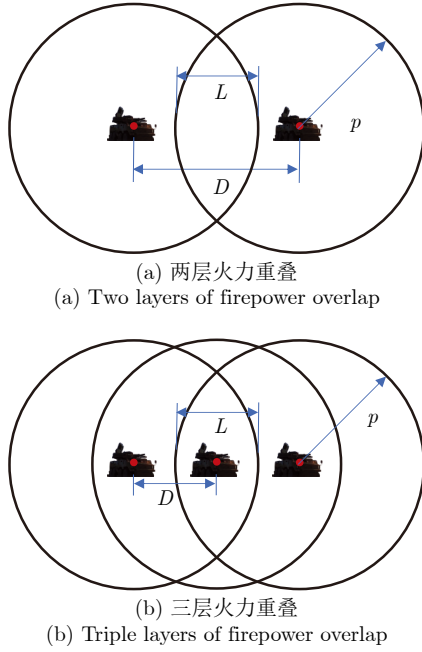 L
p
D
(a) 两层火力重叠
(a) Two layers of firepower overlap
L
p
D
(b) 三层火力重叠
(b) Triple layers of firepower overlap